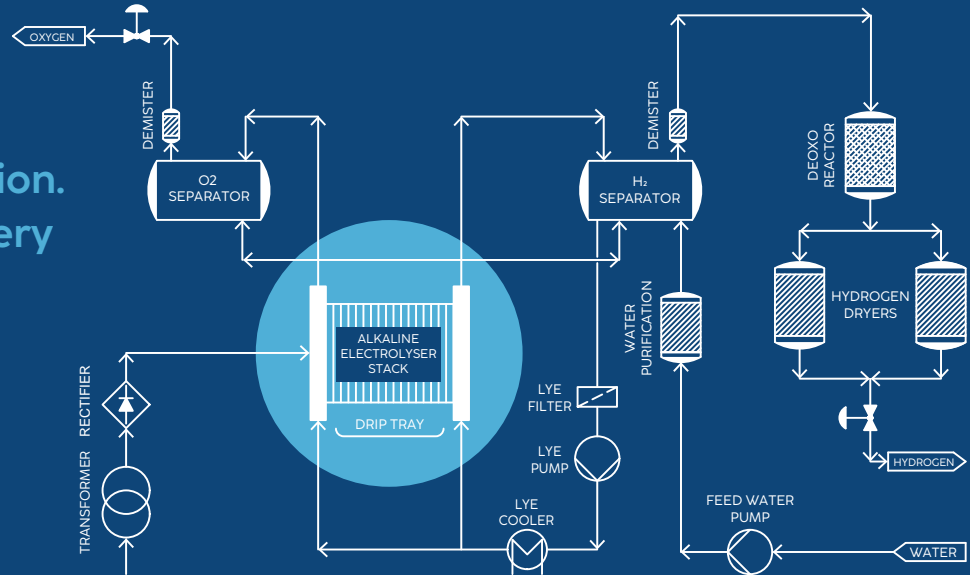 OXYGEN
DEMISTER
O2
SEPARATOR
DEMISTER
H₂
SEPARATOR
DEOXO
REACTOR
ion.
ery
HYDROGEN
DRYERS
WATER
PURIFICATION
ALKALINE
ELECTROLYSER
STACK
DRIP TRAY
RECTIFIER
TRANSFORMER
LYE
FILTER
LYE
PUMP
LYE
COOLER
FEED WATER
PUMP
HYDROGEN
WATER